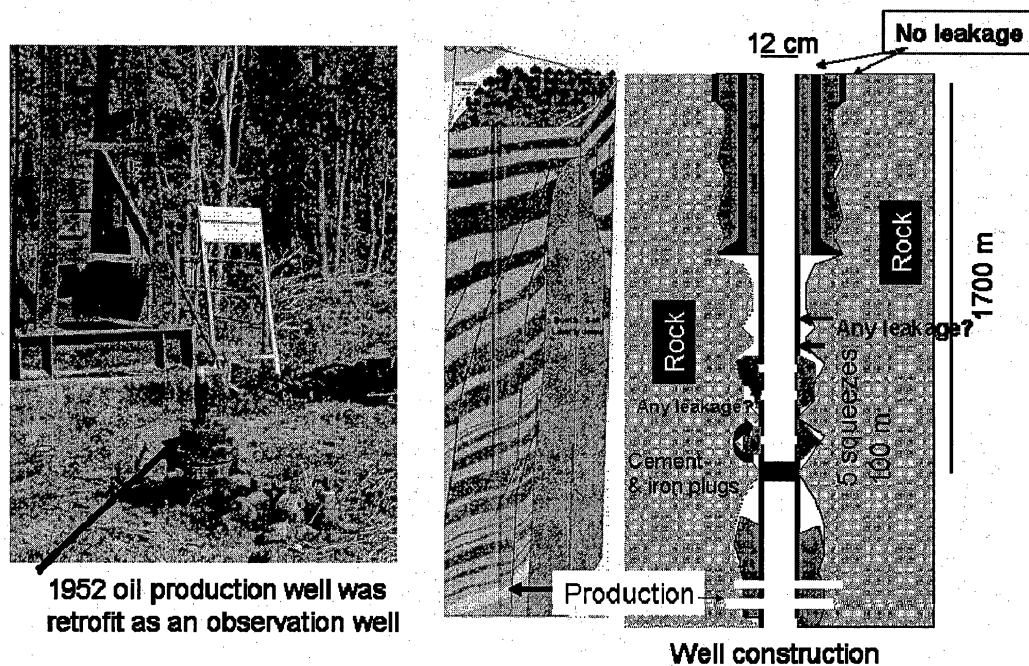 No leakage
12 cm
Rock
1700 m
Any leakage?
Rock
Any leakage?
5 squeezes
100 m
Cement
& iron plugs
Production
1952 oil production well was
retrofit as an observation well
Well construction